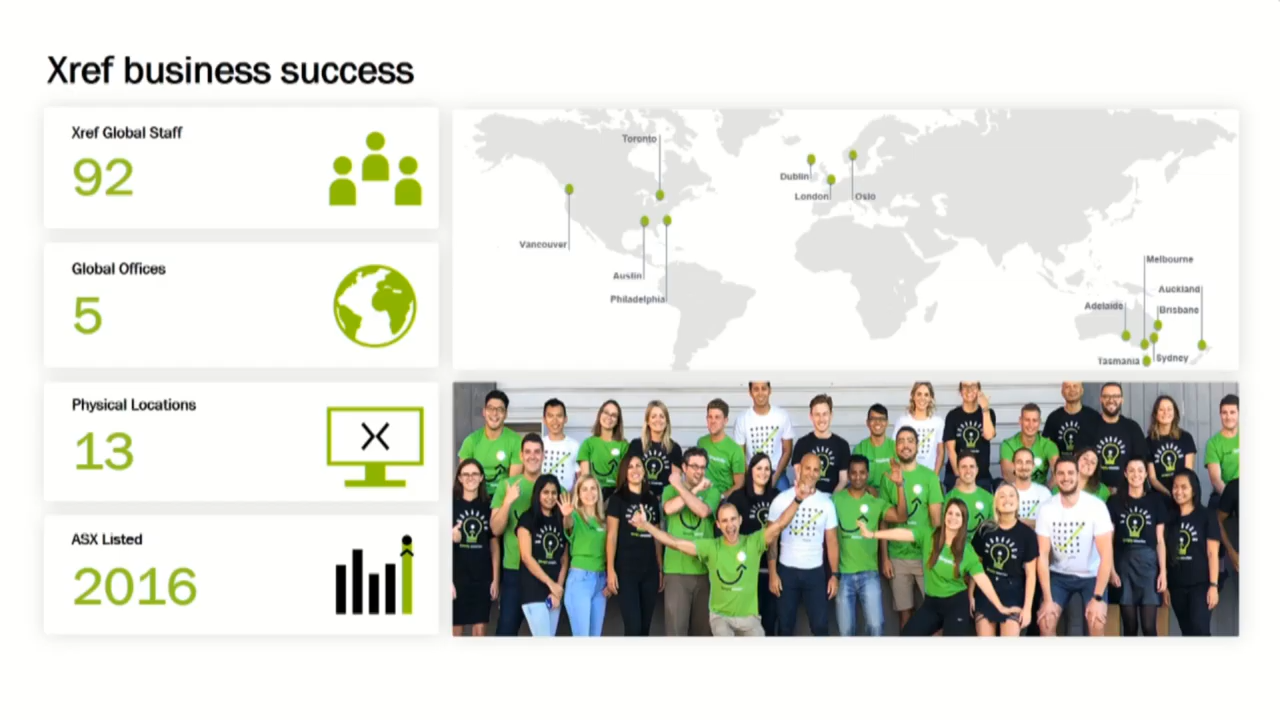 Xref business success
Xref Global Staff
92
Global Offices
5
Physical Locations
13
ASX Listed
2016
Toronto
Dublin
London
Oslo
Vancouver
Austin
Philadelphia
Melbourne
Auckland
Adelaide
Brisbane
Tasmania
Sydney